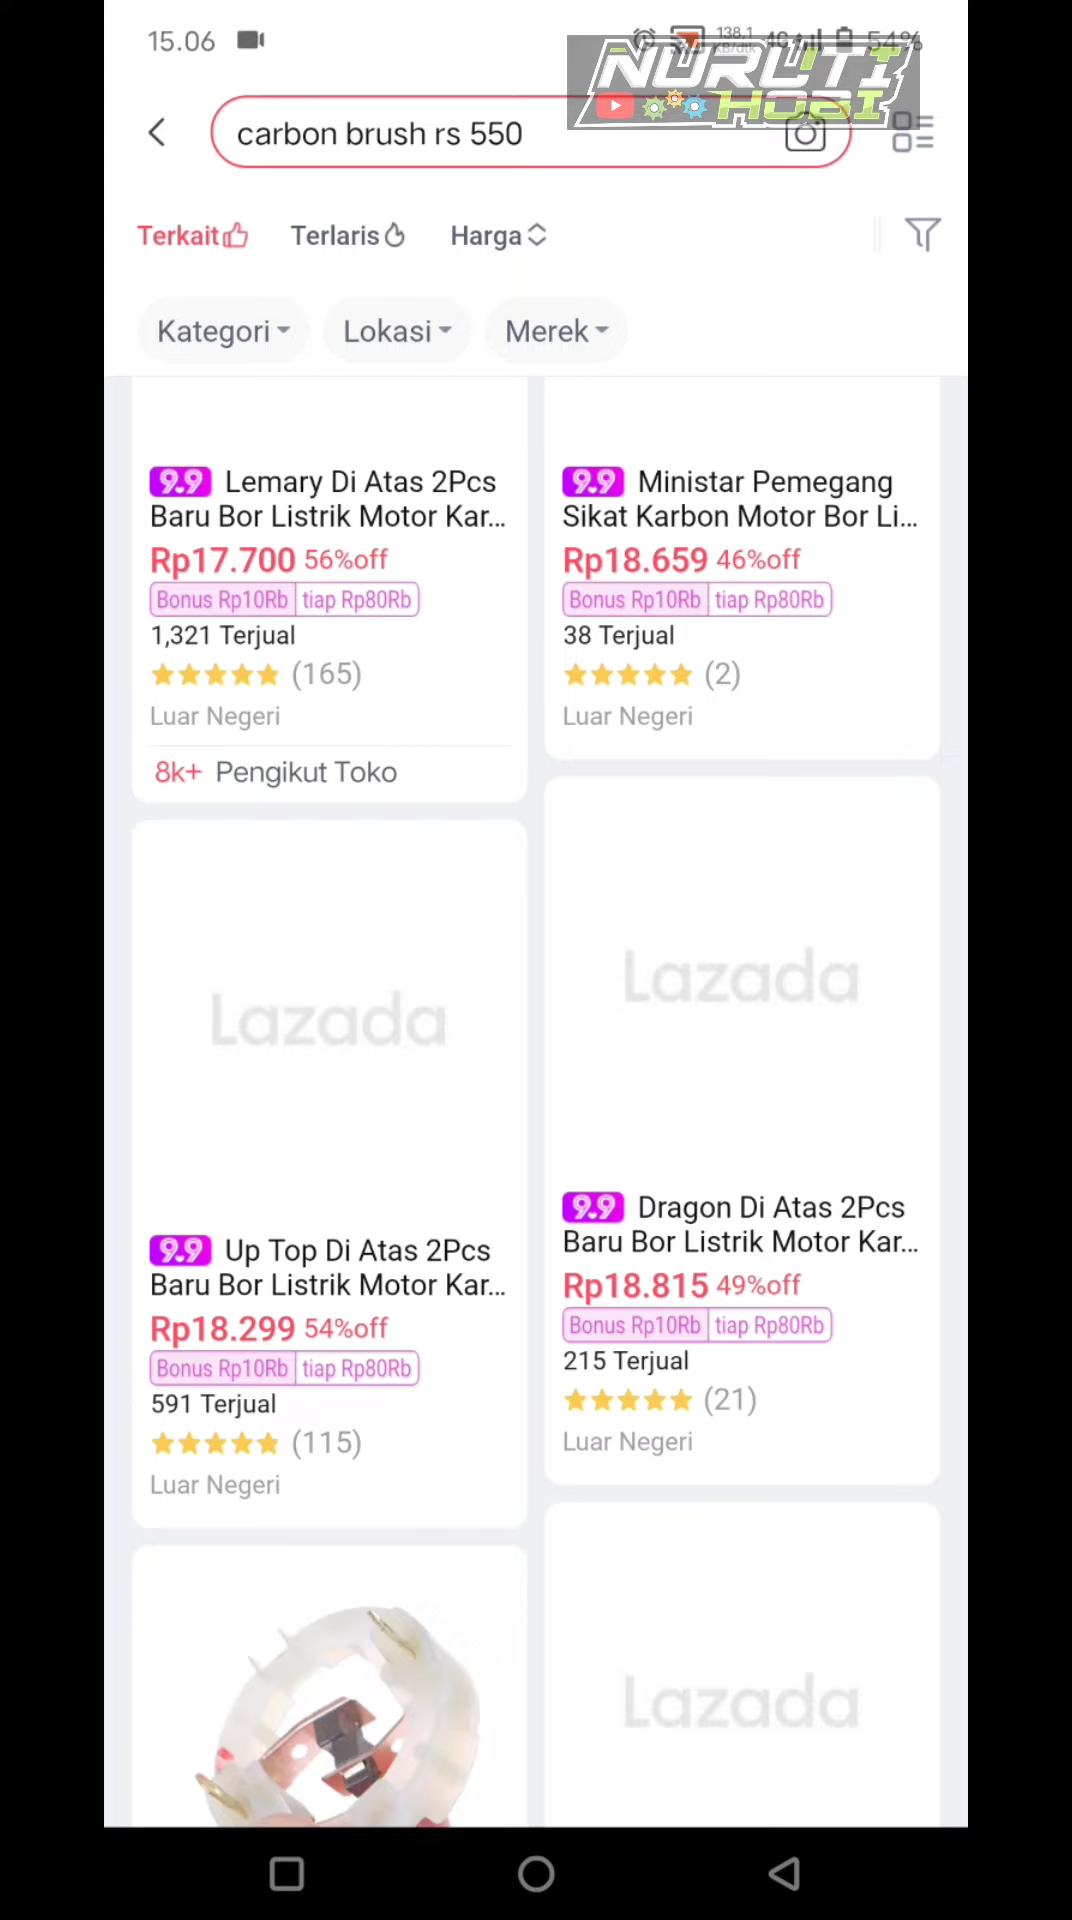 15.06
138,1
KB/dtk
4G
54%
NURUTI
HOBI
carbon brush rs 550
Terkait
Terlaris
Harga
Kategori
Lokasi
Merek
9.9 Lemary Di Atas 2Pcs
Baru Bor Listrik Motor Kar...
Rp17.700 56%off
Bonus Rp10Rb tiap Rp80Rb
1,321 Terjual
(165)
Luar Negeri
8k+ Pengikut Toko
9.9 Ministar Pemegang
Sikat Karbon Motor Bor Li...
Rp18.659 46%off
Bonus Rp10Rb tiap Rp80Rb
38 Terjual
(2)
Luar Negeri
Lazada
9.9 Up Top Di Atas 2Pcs
Baru Bor Listrik Motor Kar...
Rp18.299 54%off
Bonus Rp10Rb tiap Rp80Rb
591 Terjual
(115)
Luar Negeri
Lazada
9.9 Dragon Di Atas 2Pcs
Baru Bor Listrik Motor Kar...
Rp18.815 49%off
Bonus Rp10Rb tiap Rp80Rb
215 Terjual
(21)
Luar Negeri
Lazada